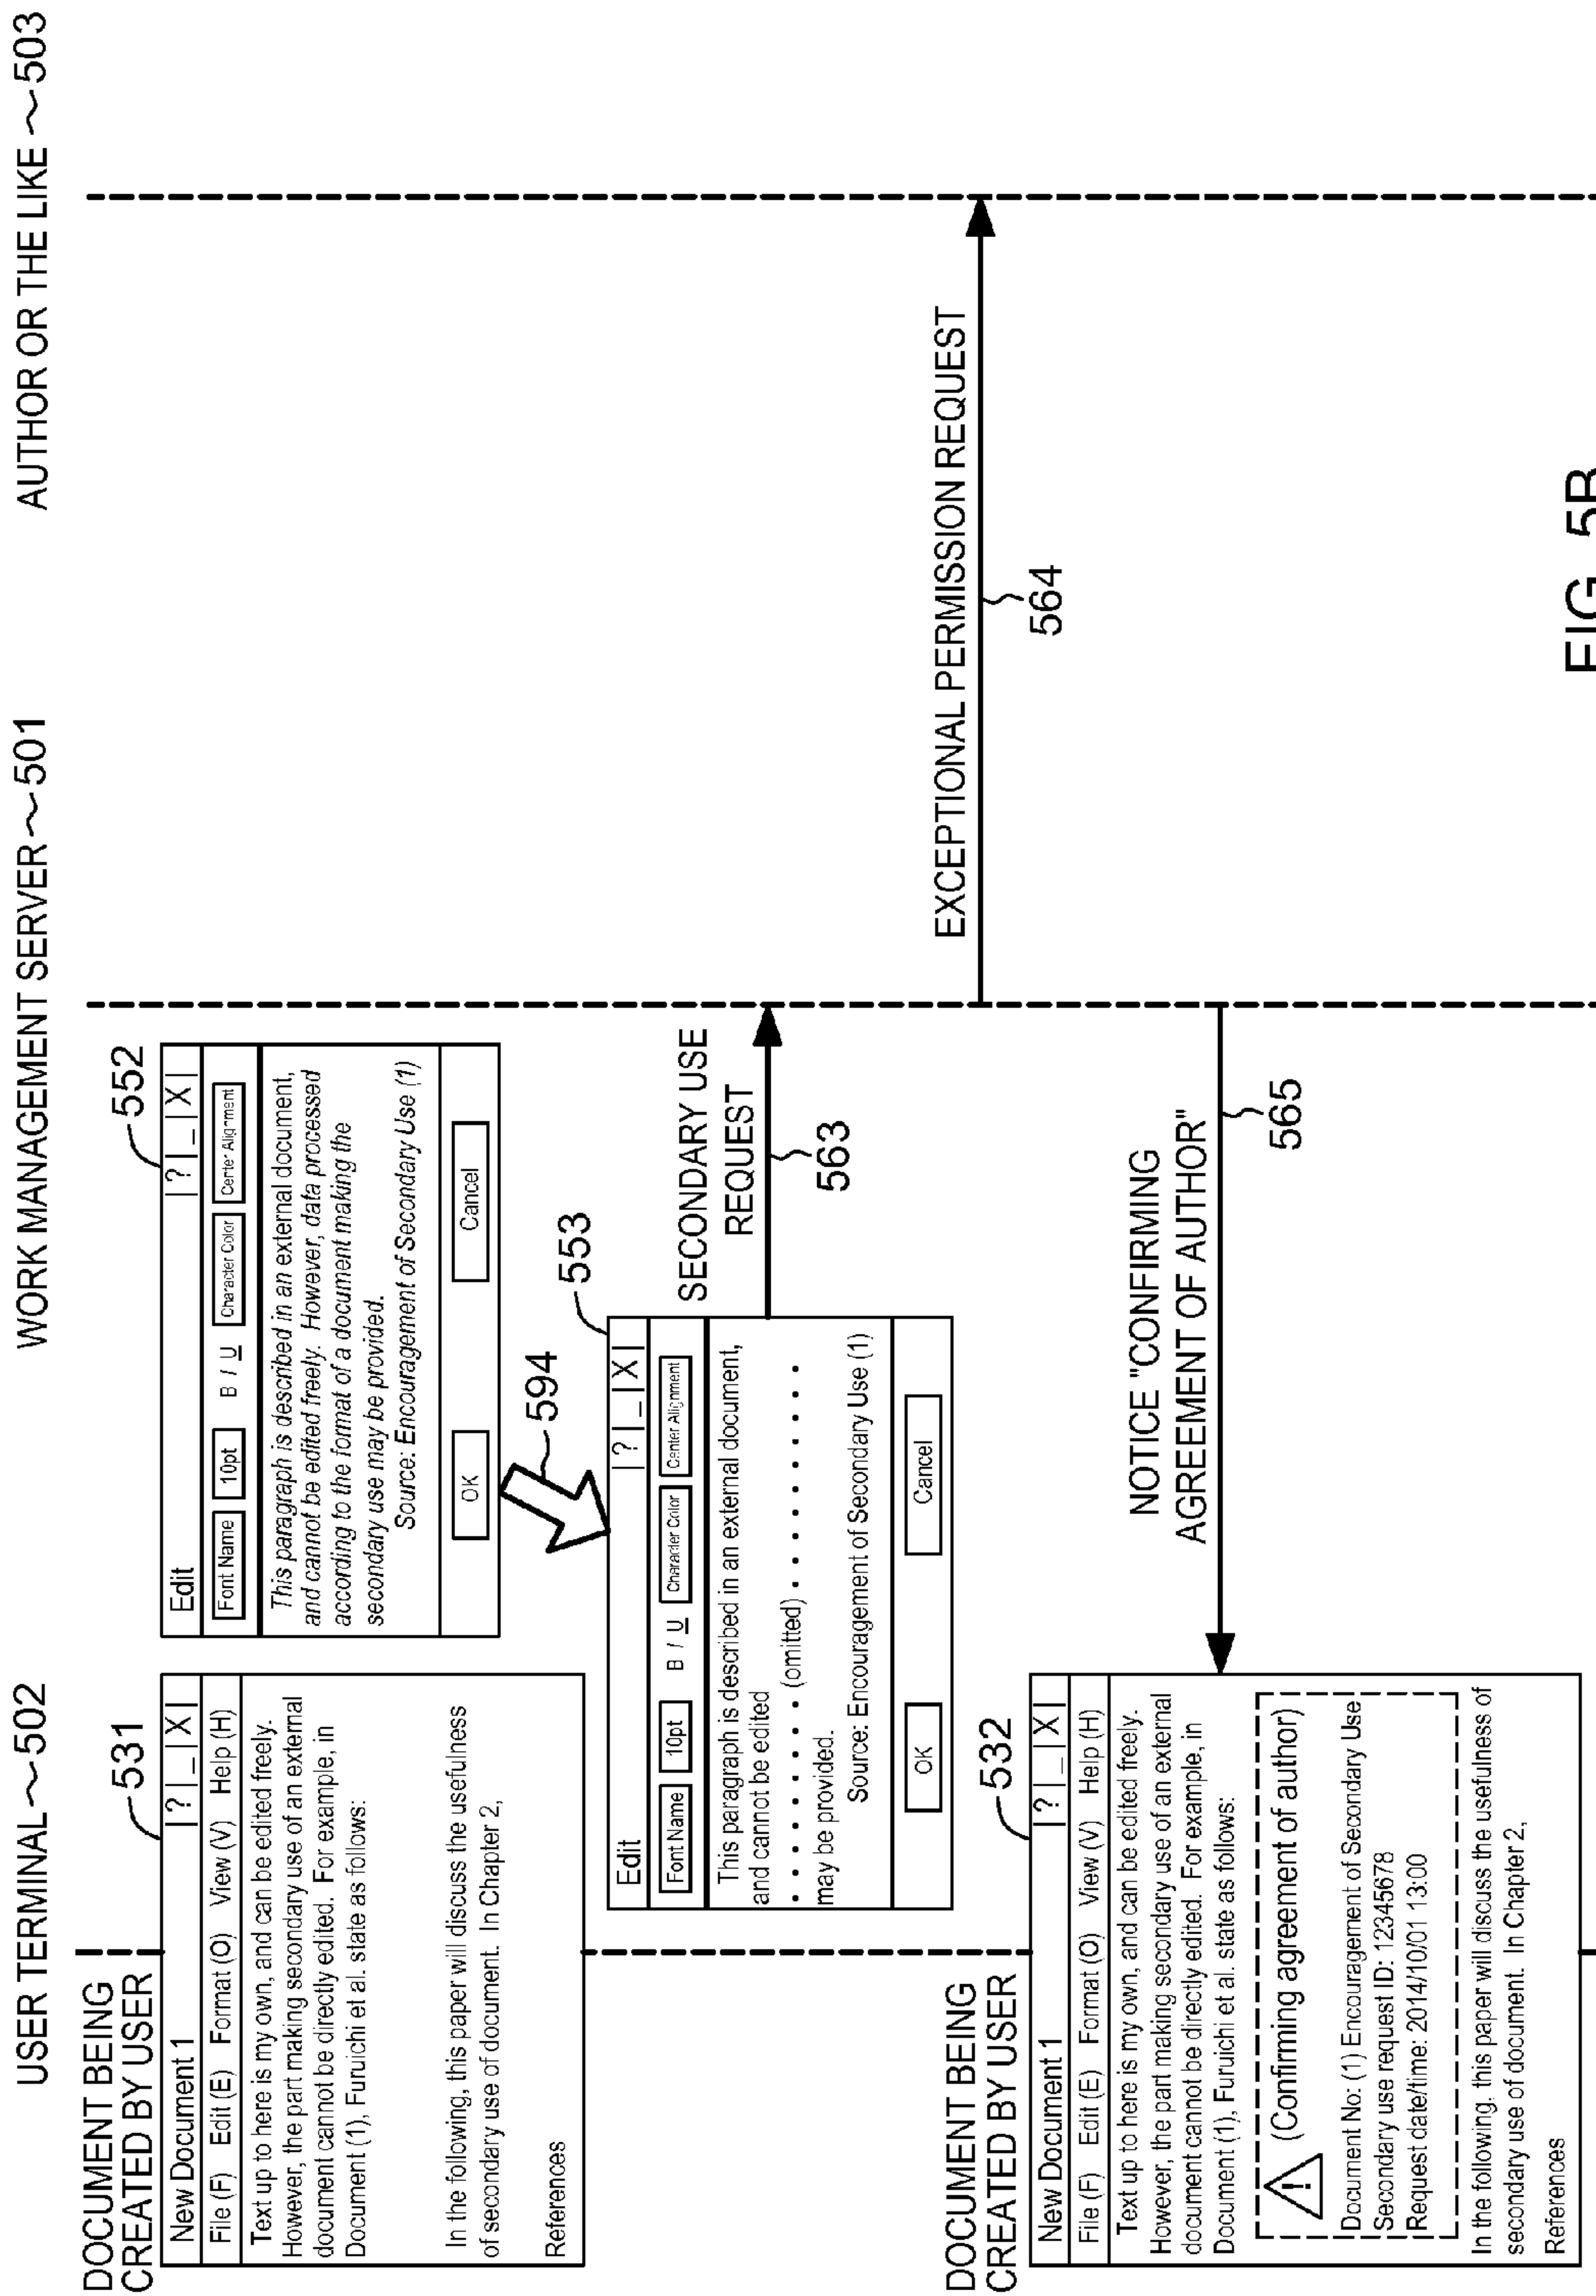 USER TERMINAL ~502
WORK MANAGEMENT SERVER ~501
AUTHOR OR THE LIKE ~503
DOCUMENT BEING
CREATED BY USER
531
New Document 1 | ? | _ | X |
File (F) Edit (E) Format (O) View (V) Help (H)
Text up to here is my own, and can be edited freely.
However, the part making secondary use of an external
document cannot be directly edited. For example, in
Document (1), Furuichi et al. state as follows:
In the following, this paper will discuss the usefulness
of secondary use of document. In Chapter 2,
References
552
Edit | ? | _ | X |
Font Name 10pt B I U Character Color Center Alignment
This paragraph is described in an external document,
and cannot be edited freely. However, data processed
according to the format of a document making the
secondary use may be provided.
Source: Encouragement of Secondary Use (1)
OK Cancel
594
553
Edit | ? | _ | X |
Font Name 10pt B I U Character Color Center Alignment
This paragraph is described in an external document,
and cannot be edited
. . . . . . . . (omitted) . . . . . . . . . . . .
may be provided.
Source: Encouragement of Secondary Use (1)
OK Cancel
SECONDARY USE
REQUEST
563
EXCEPTIONAL PERMISSION REQUEST
564
NOTICE "CONFIRMING
AGREEMENT OF AUTHOR"
565
DOCUMENT BEING
CREATED BY USER
532
New Document 1 | ? | _ | X |
File (F) Edit (E) Format (O) View (V) Help (H)
Text up to here is my own, and can be edited freely.
However, the part making secondary use of an external
document cannot be directly edited. For example, in
Document (1), Furuichi et al. state as follows:
! (Confirming agreement of author)
Document No: (1) Encouragement of Secondary Use
Secondary use request ID: 12345678
Request date/time: 2014/10/01 13:00
In the following, this paper will discuss the usefulness of
secondary use of document. In Chapter 2,
References
FIG. 5B